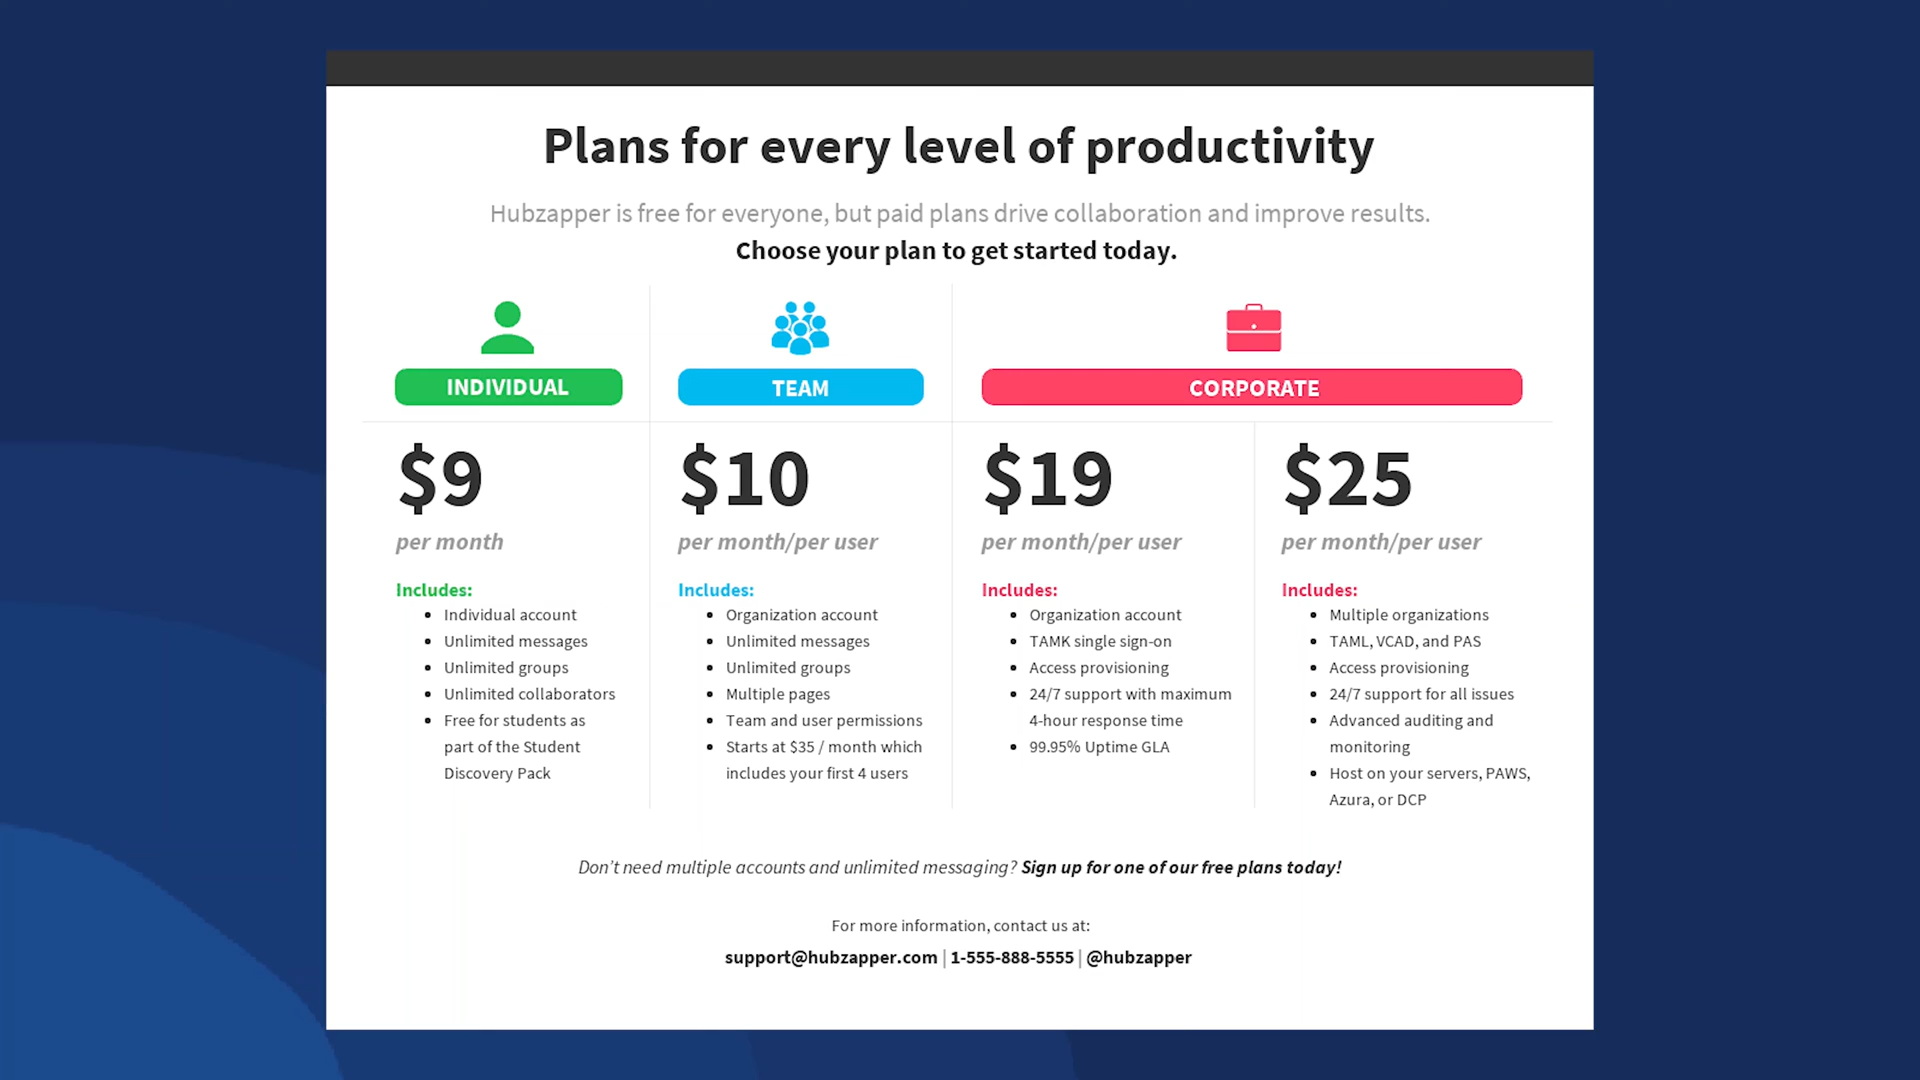 Plans for every level of productivity
Hubzapper is free for everyone, but paid plans drive collaboration and improve results.
Choose your plan to get started today.
INDIVIDUAL
$9
per month
Includes:
Individual account
Unlimited messages
Unlimited groups
Unlimited collaborators
Free for students as
part of the Student
Discovery Pack
TEAM
$10
per month/per user
Includes:
Organization account
Unlimited messages
Unlimited groups
Multiple pages
Team and user permissions
Starts at $35 / month which
includes your first 4 users
CORPORATE
$19
per month/per user
Includes:
Organization account
TAMK single sign-on
Access provisioning
24/7 support with maximum
4-hour response time
99.95% Uptime GLA
$25
per month/per user
Includes:
Multiple organizations
TAML, VCAD, and PAS
Access provisioning
24/7 support for all issues
Advanced auditing and
monitoring
Host on your servers, PAWS,
Azura, or DCP
Don’t need multiple accounts and unlimited messaging? Sign up for one of our free plans today!
For more information, contact us at:
support@hubzapper.com | 1-555-888-5555 | @hubzapper